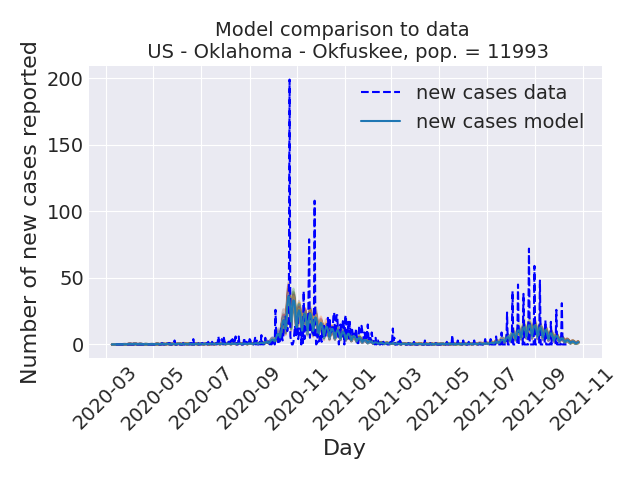 Model comparison to data
US - Oklahoma - Okfuskee, pop. = 11993
Number of new cases reported
200
150
100
50
0
new cases data
new cases model
2020-03
2020-05
2020-07
2020-09
2020-11
2021-01
2021-03
2021-05
2021-07
2021-09
2021-11
Day